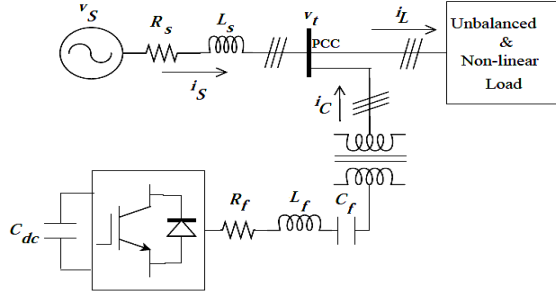 v_S
R_s
L_s
v_t
i_L
PCC
i_S
i_C
Unbalanced
&
Non-linear
Load
C_dc
R_f
L_f
C_f